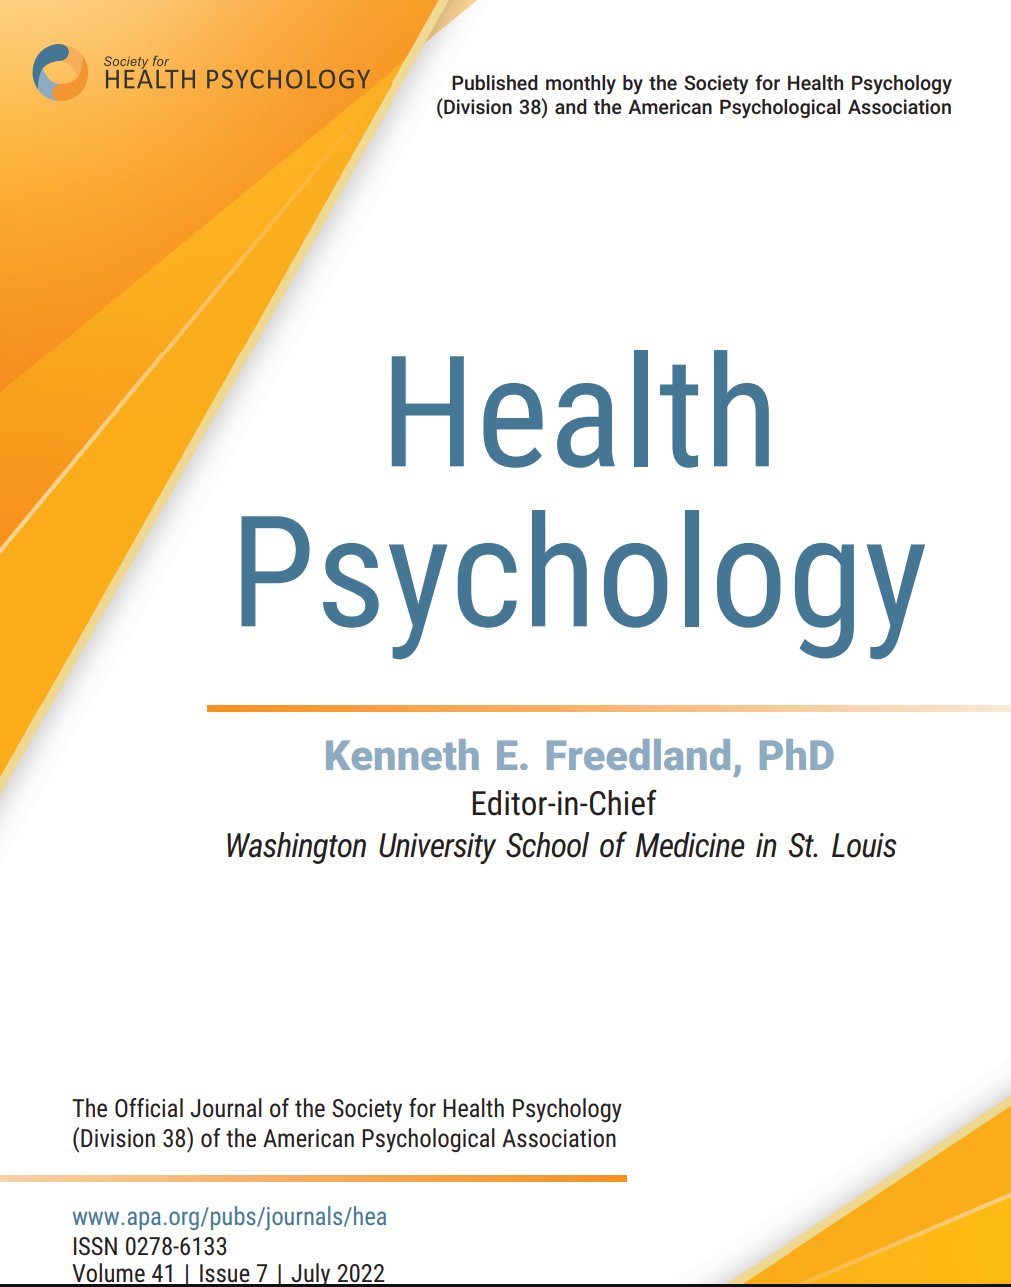 Society for
HEALTH PSYCHOLOGY
Published monthly by the Society for Health Psychology
(Division 38) and the American Psychological Association
Health
Psychology
Kenneth E. Freedland, PhD
Editor-in-Chief
Washington University School of Medicine in St. Louis
The Official Journal of the Society for Health Psychology
(Division 38) of the American Psychological Association
www.apa.org/pubs/journals/hea
ISSN 0278-6133
Volume 41 | Issue 7 | July 2022